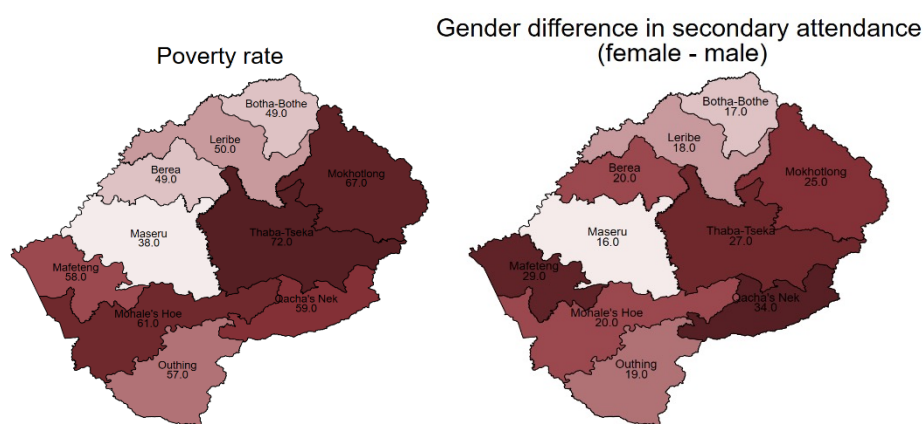 Poverty rate
Botha-Bothe
49.0
Leribe
50.0
Berea
49.0
Mokhotlong
67.0
Maseru
38.0
Thaba-Tseka
72.0
Mafeteng
58.0
Mohale's Hoe
61.0
Qacha's Nek
59.0
Outhing
57.0
Gender difference in secondary attendance
(female - male)
Botha-Bothe
17.0
Leribe
18.0
Berea
20.0
Mokhotlong
25.0
Maseru
16.0
Thaba-Tseka
27.0
Mafeteng
29.0
Mohale's Hoe
20.0
Qacha's Nek
34.0
Outhing
19.0